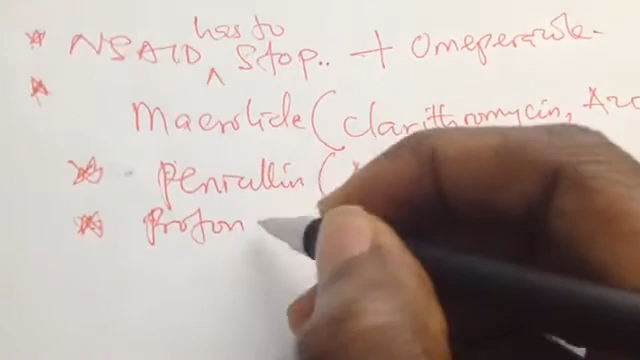 * NSAID has to stop.. + Omeperazole
*
Macrolide (clarithromycin, Azo
* - Penicillin (
* Proton